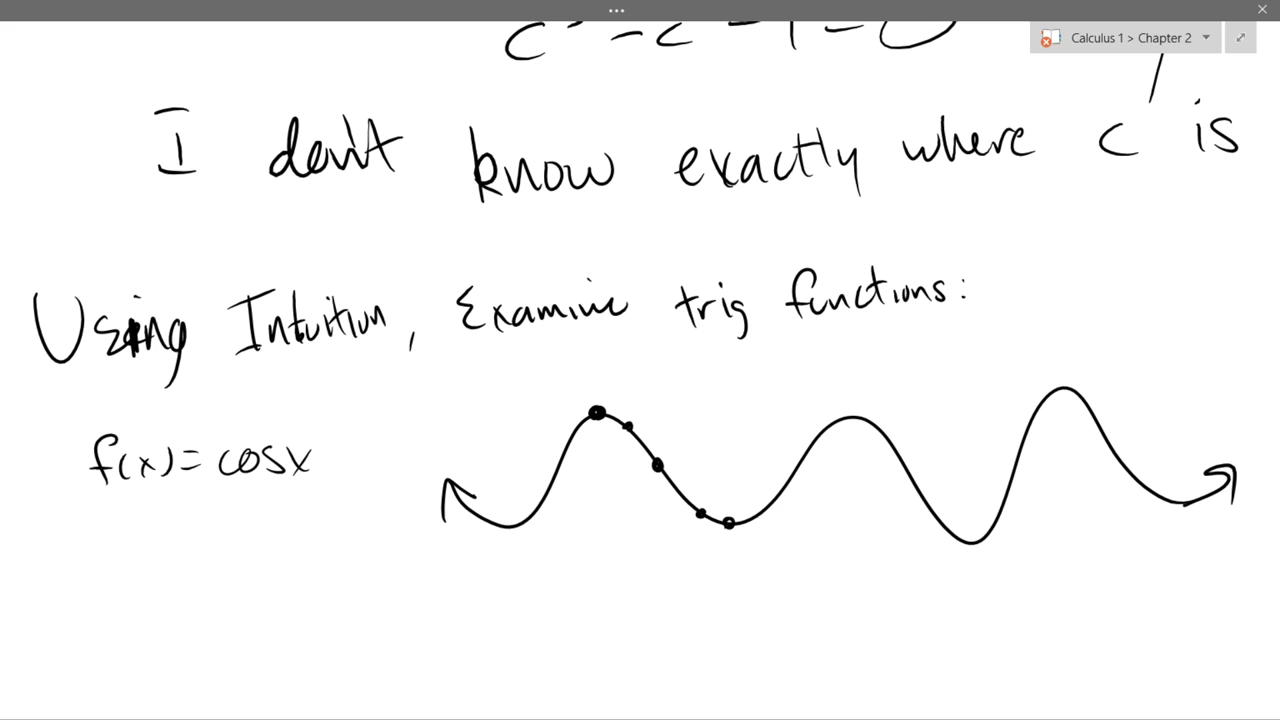 Calculus 1 > Chapter 2
I don't know exactly where c is
Using Intuition, Examine trig functions:
f(x) = cosx